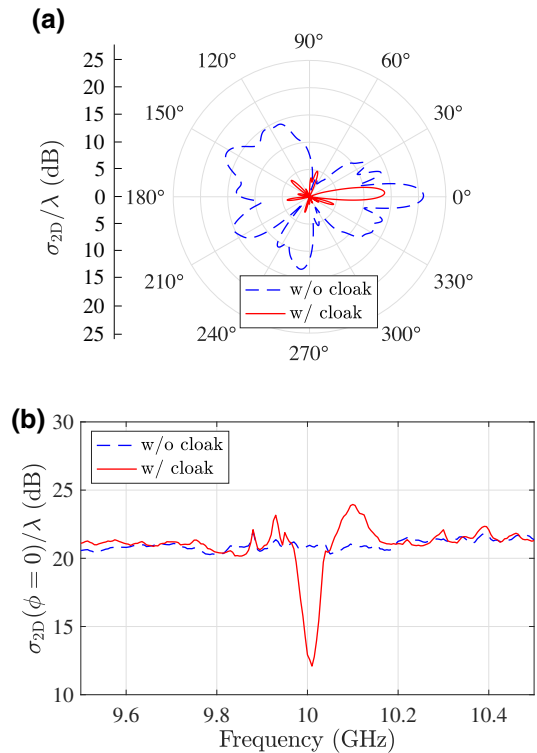 (a)
90°
120°
60°
150°
30°
180°
0°
210°
330°
240°
300°
270°
25
20
15
10
5
0
5
10
15
20
25
σ2D/λ (dB)
w/o cloak
w/ cloak
(b)
30
25
20
15
10
σ2D(ϕ = 0)/λ (dB)
w/o cloak
w/ cloak
9.6 9.8 10 10.2 10.4
Frequency (GHz)